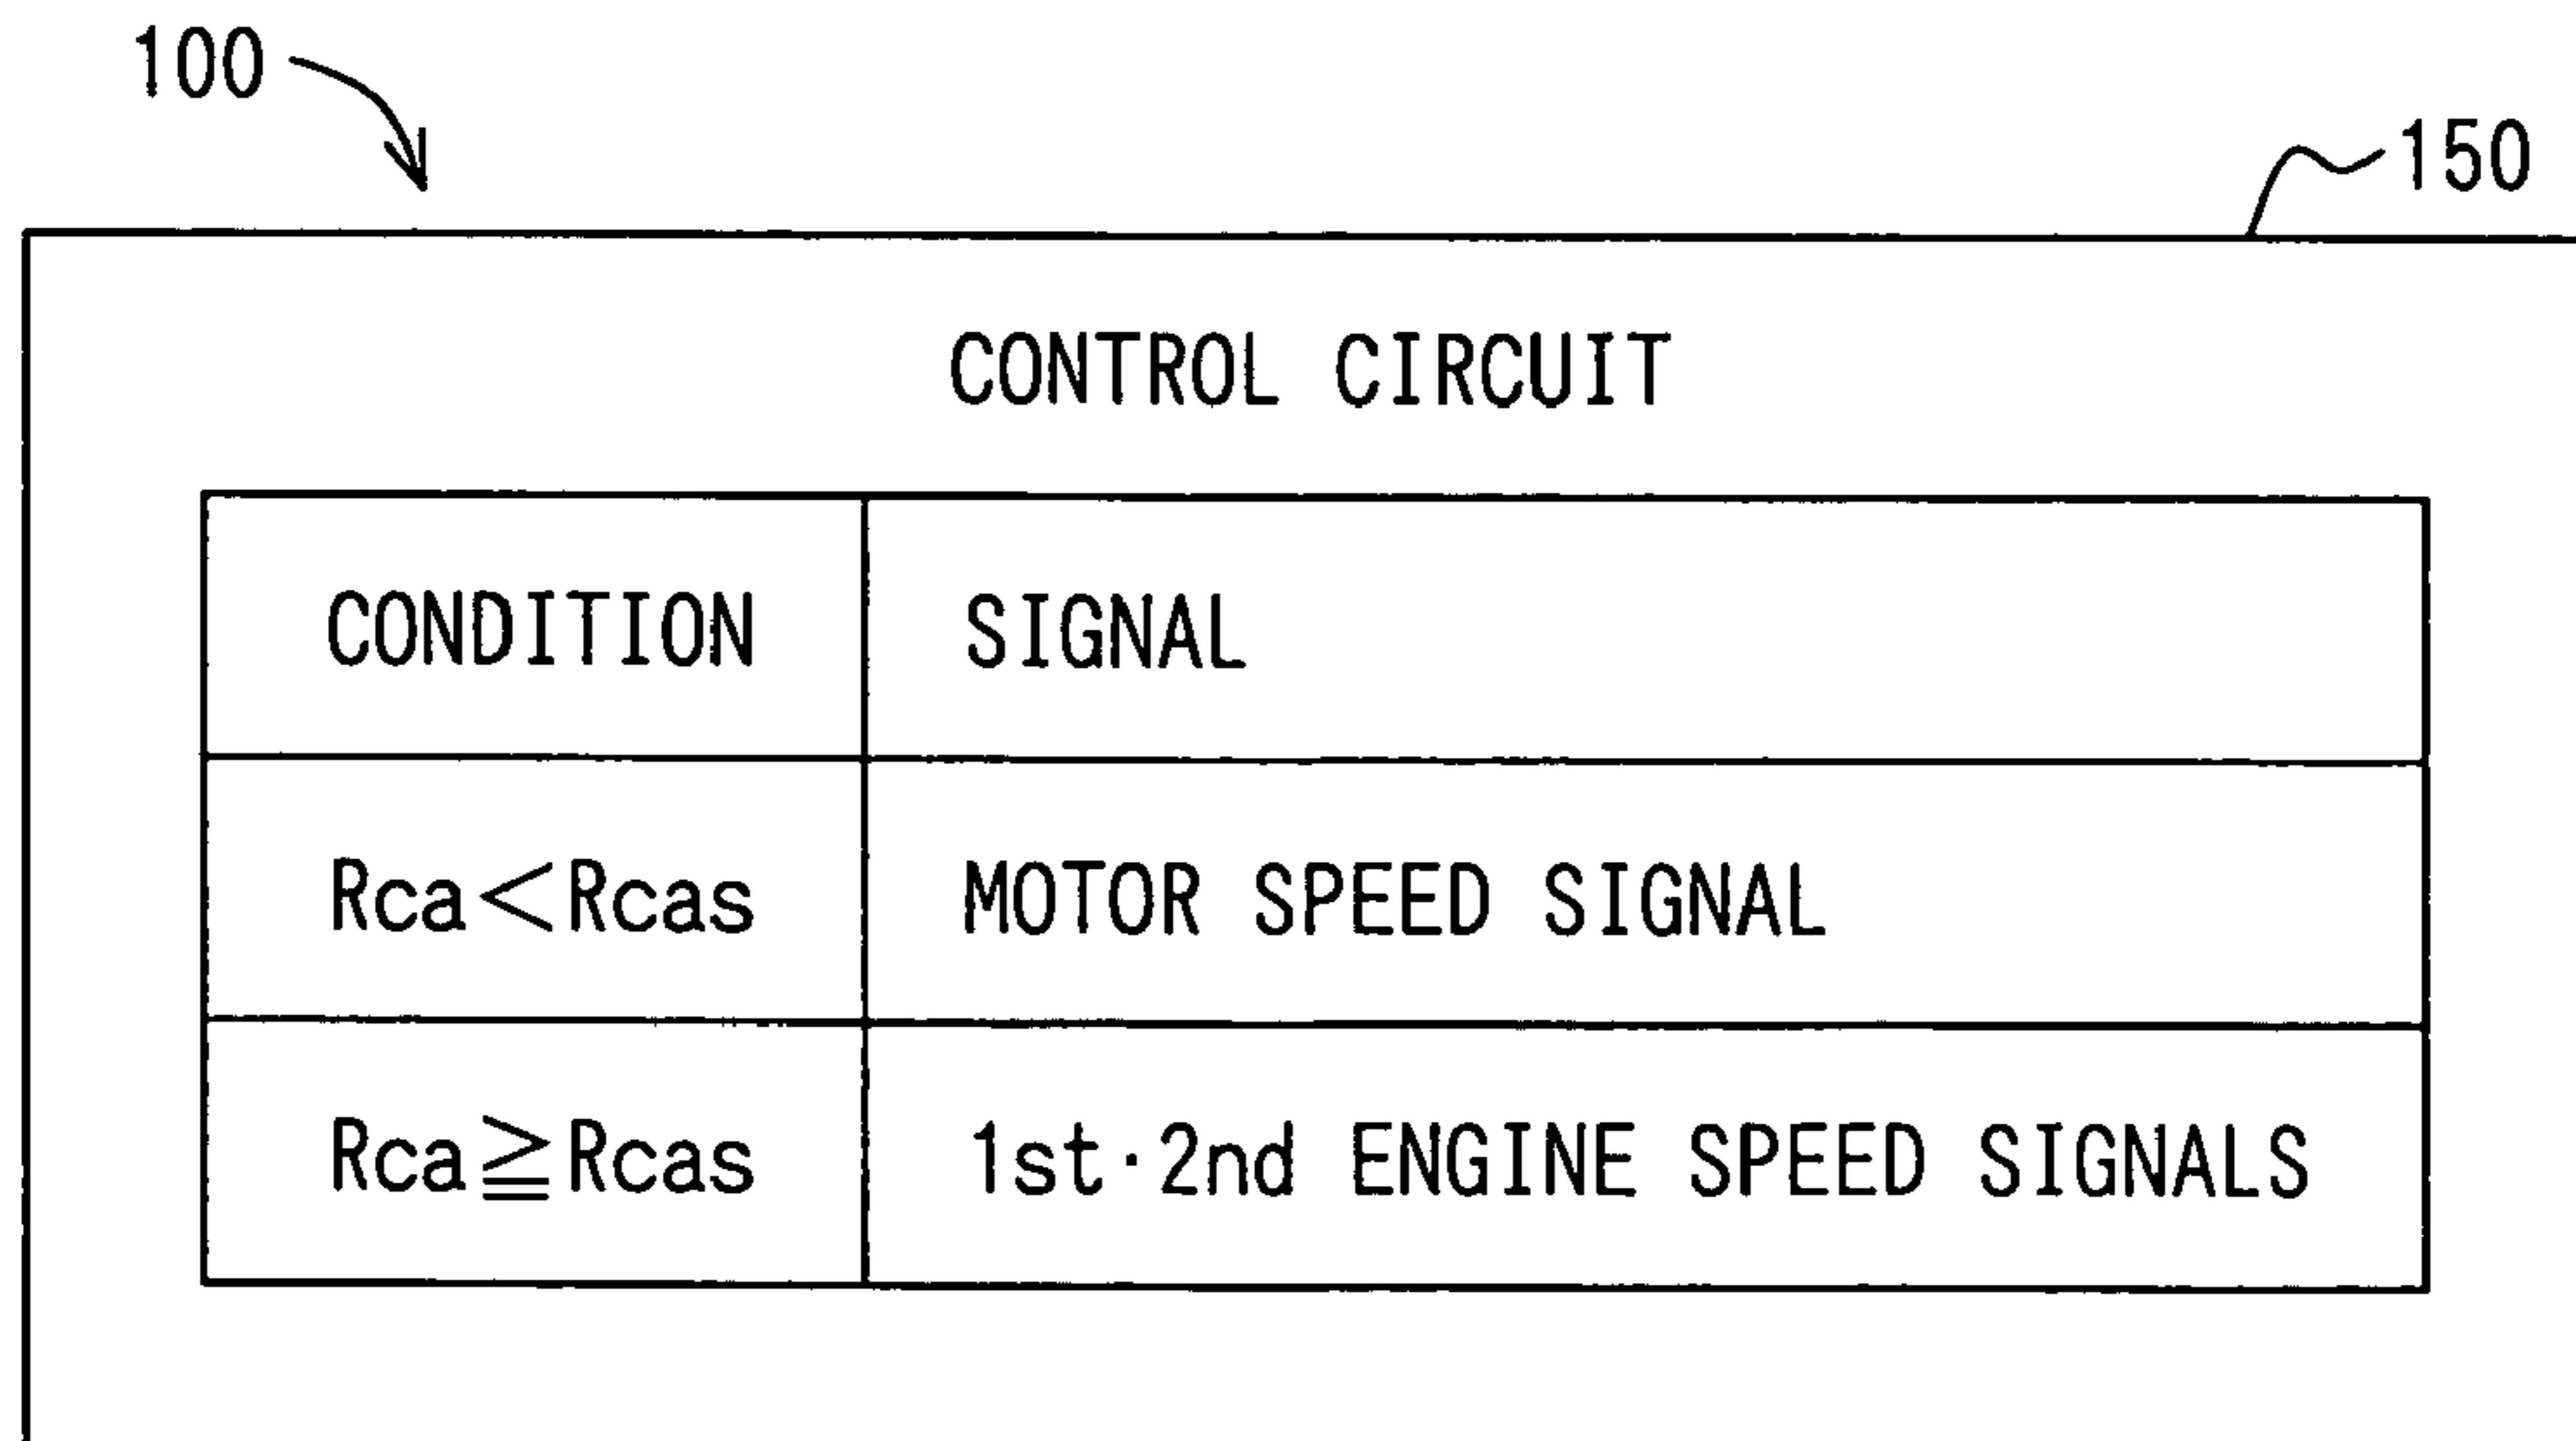 100
150
CONTROL CIRCUIT
CONDITION SIGNAL
Rca<Rcas MOTOR SPEED SIGNAL
Rca≧Rcas 1st·2nd ENGINE SPEED SIGNALS